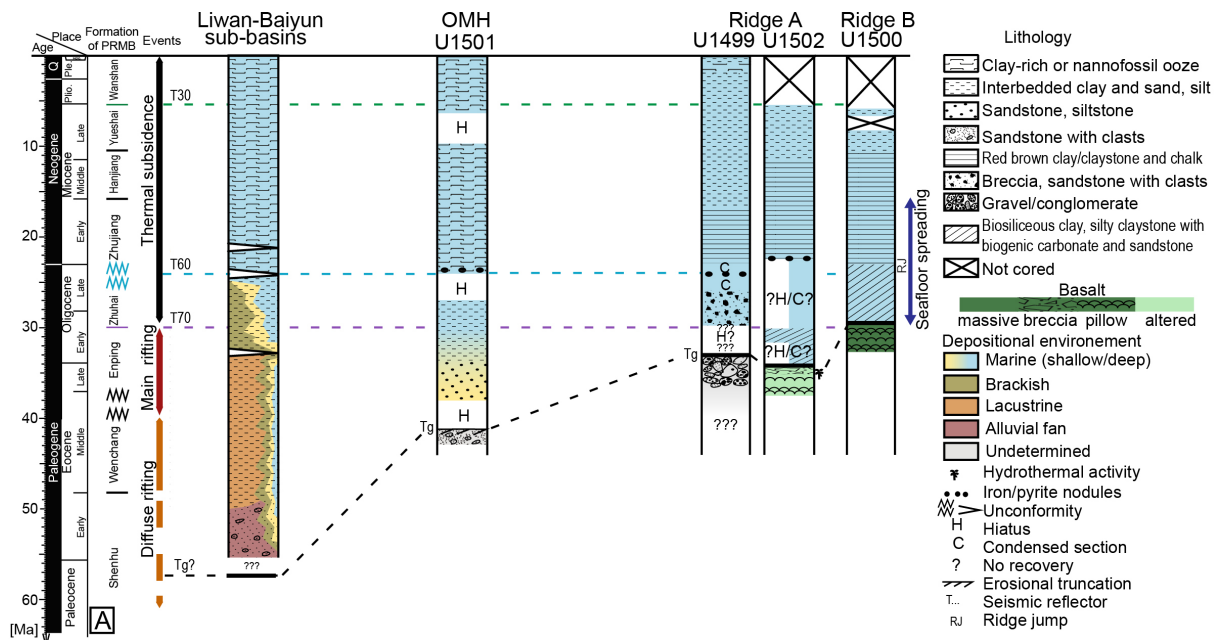 Liwan-Baiyun
sub-basins
OMH
U1501
Ridge A
U1499 U1502
Ridge B
U1500
Age
Place
Formation
of PRMB
Events
Q
Ple.
Plio.
Neogene
Miocene
Late
Middle
Early
Paleogene
Oligocene
Late
Early
Eocene
Late
Middle
Early
Paleocene
10
20
30
40
50
60
[Ma]
Wanshan
Yueshai
Hanjiang
Zhujiang
Zhuhai
Enping
Wenchang
Shenhu
Thermal subsidence
Main rifting
Diffuse rifting
T30
T60
T70
Tg?
???
H
H
H
Tg
C
C
???
H?
???
Tg
???
?H/C?
?H/C?
RJ
Seafloor spreading
A
Lithology
Clay-rich or nannofossil ooze
Interbedded clay and sand, silt
Sandstone, siltstone
Sandstone with clasts
Red brown clay/claystone and chalk
Breccia, sandstone with clasts
Gravel/conglomerate
Biosiliceous clay, silty claystone with
biogenic carbonate and sandstone
Not cored
Basalt
massive breccia pillow altered
Depositional environement
Marine (shallow/deep)
Brackish
Lacustrine
Alluvial fan
Undetermined
Hydrothermal activity
Iron/pyrite nodules
Unconformity
H Hiatus
C Condensed section
? No recovery
Erosional truncation
T... Seismic reflector
RJ Ridge jump